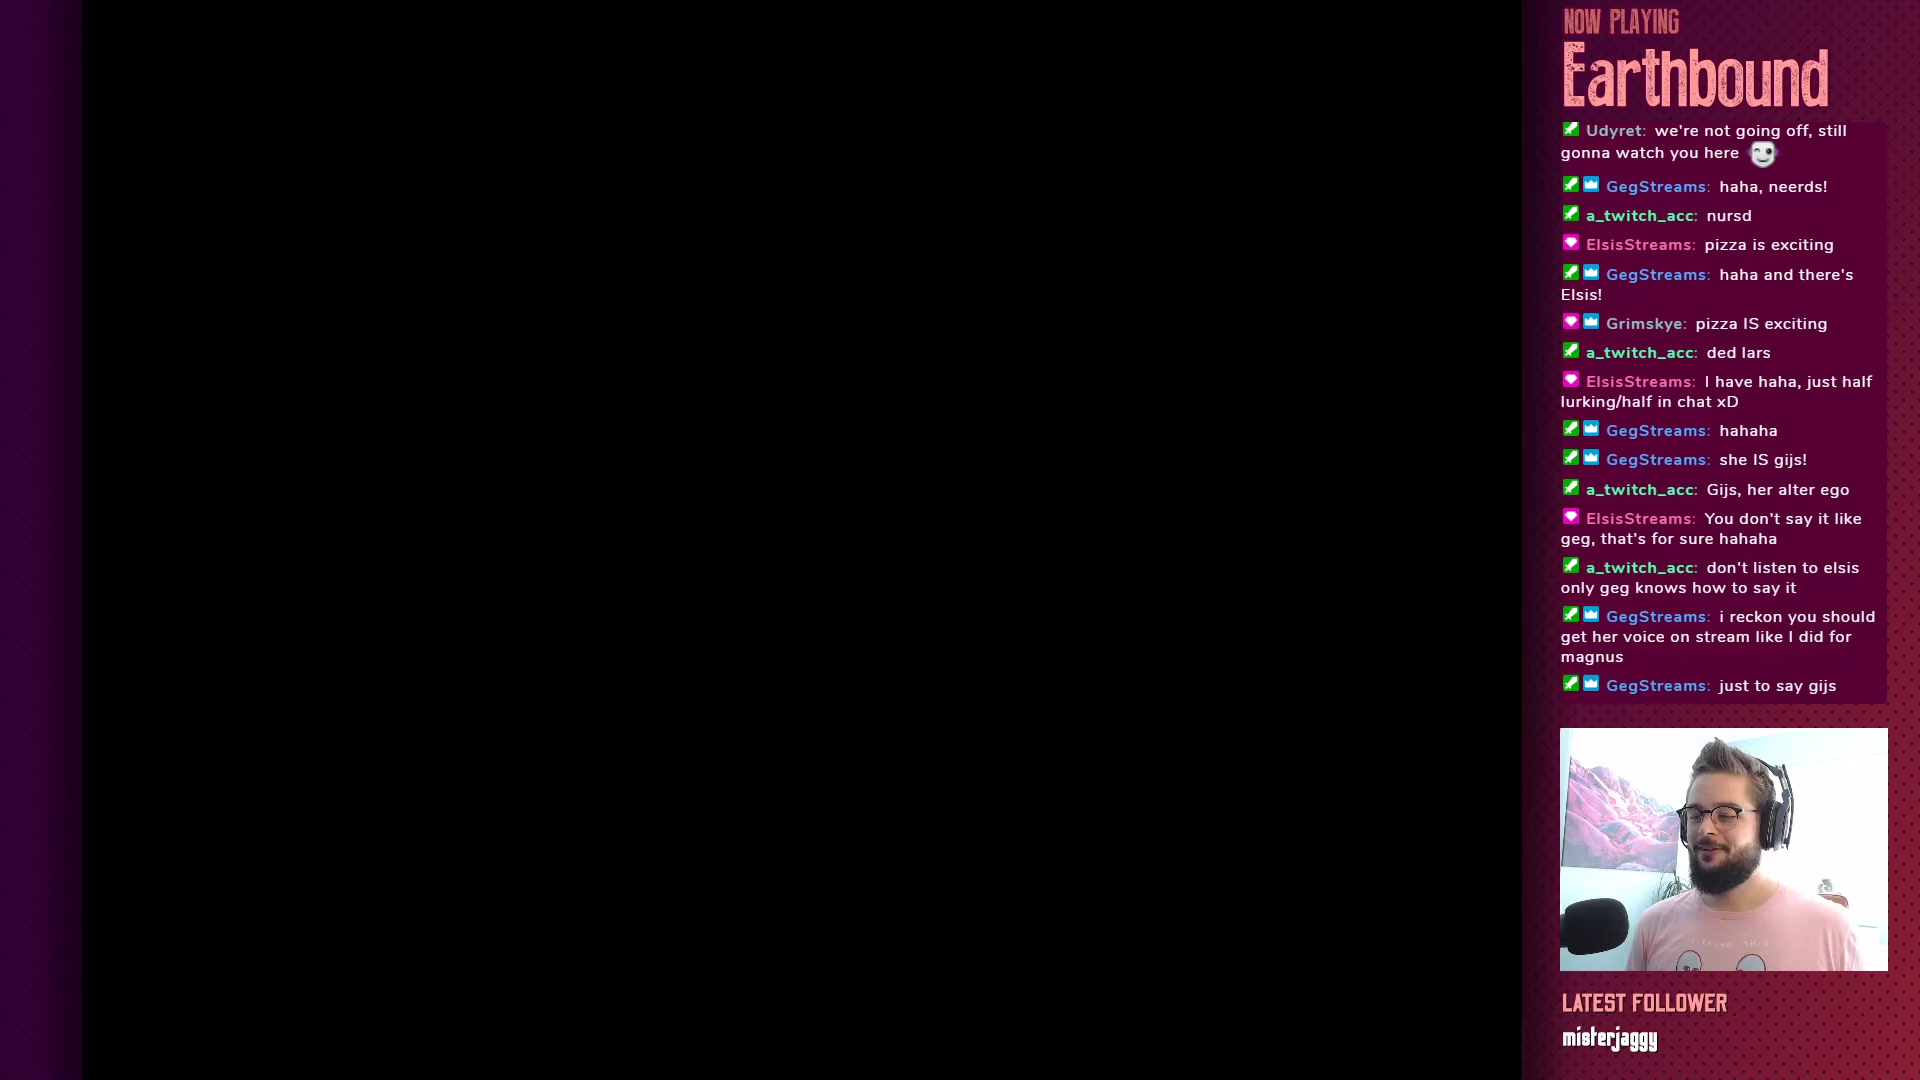 NOW PLAYING
Earthbound
Udyret: we're not going off, still
gonna watch you here
GegStreams: haha, neerds!
a_twitch_acc: nursd
ElsisStreams: pizza is exciting
GegStreams: haha and there's
Elsis!
Grimskye: pizza IS exciting
a_twitch_acc: ded lars
ElsisStreams: I have haha, just half
lurking/half in chat xD
GegStreams: hahaha
GegStreams: she IS gijs!
a_twitch_acc: Gijs, her alter ego
ElsisStreams: You don't say it like
geg, that's for sure hahaha
a_twitch_acc: don't listen to elsis
only geg knows how to say it
GegStreams: i reckon you should
get her voice on stream like I did for
magnus
GegStreams: just to say gijs
THIS
LATEST FOLLOWER
misterjaggy